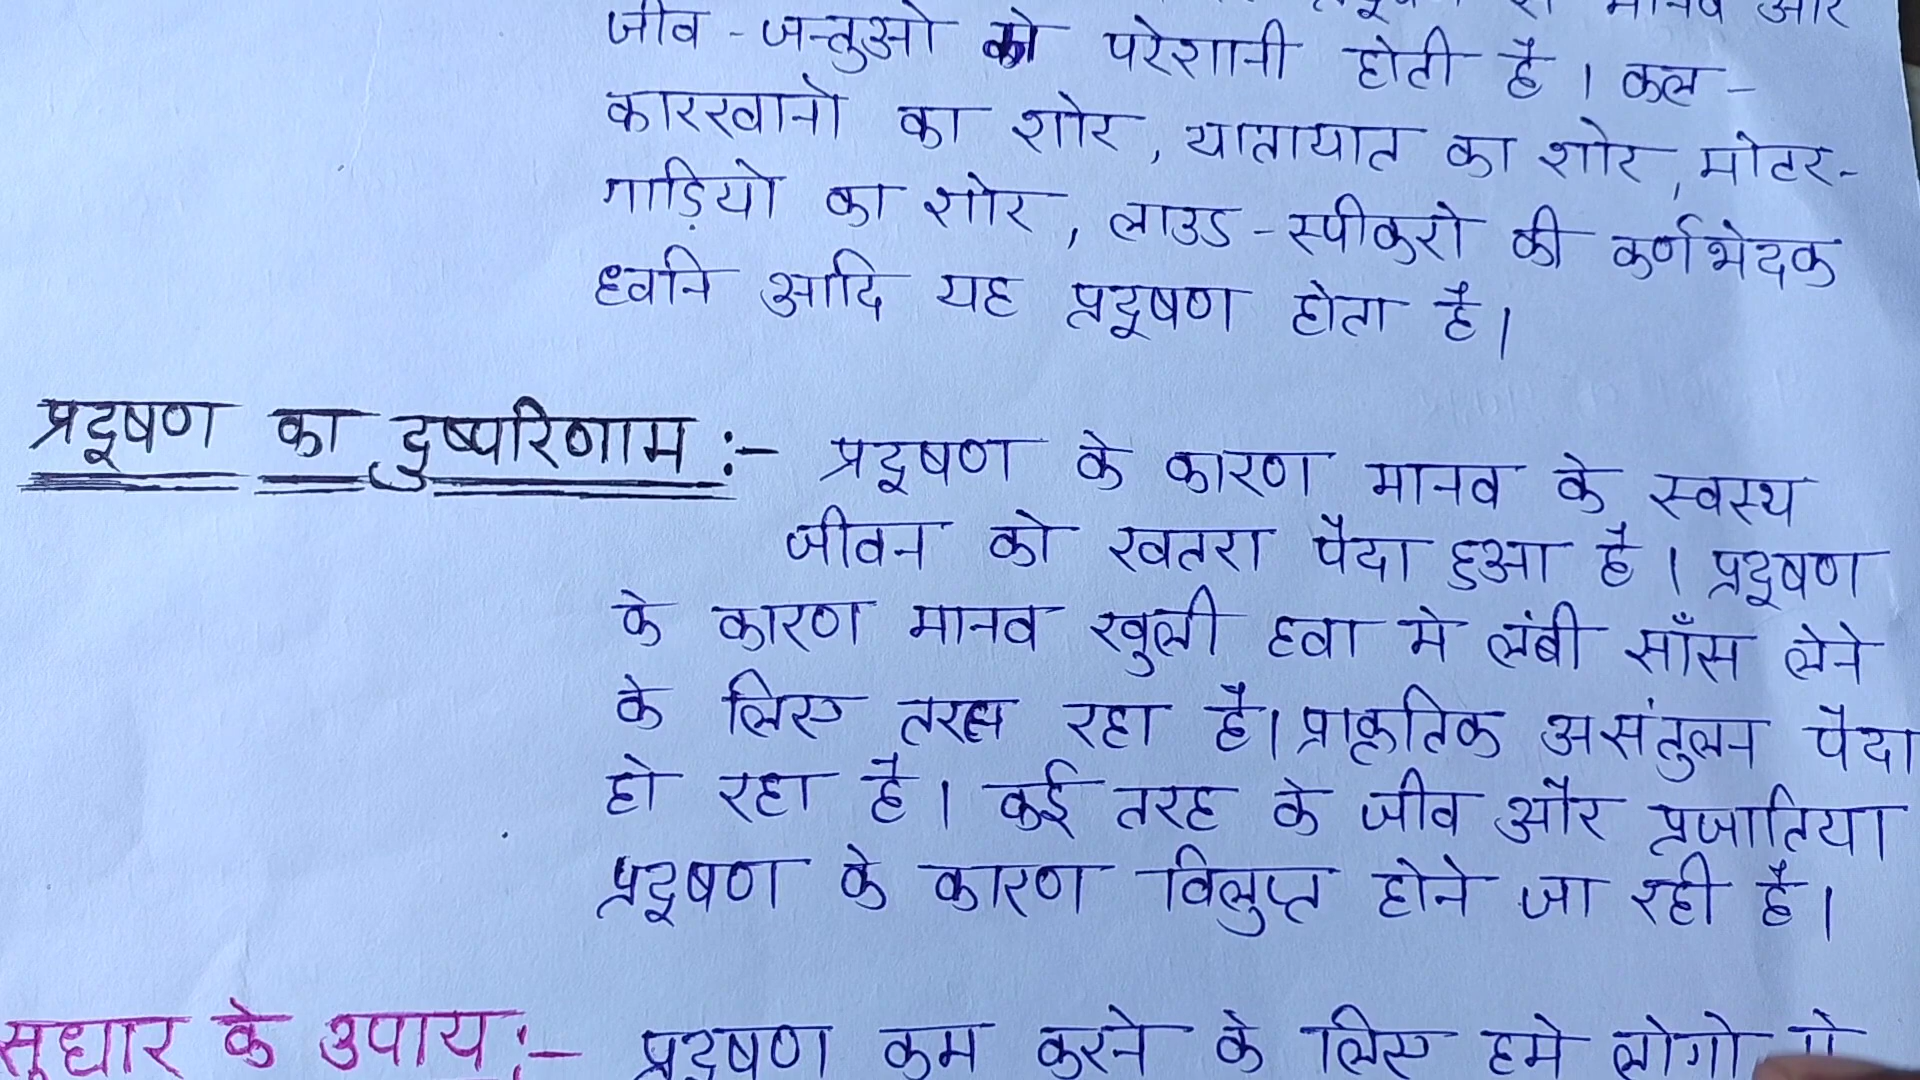 मानव और
जीव - जन्तुओ को परेशानी होती है । कल -
कारखानो का शोर , यातायात का शोर , मोटर -
गाड़ियो का शोर , लाउड - स्पीकरो की कर्णभेदक
ध्वनि आदि यह प्रदूषण होता है ।
प्रदूषण का दुष्परिणाम :- प्रदूषण के कारण मानव के स्वस्थ
जीवन को खतरा पैदा हुआ है । प्रदूषण
के कारण मानव खुली हवा मे लंबी साँस लेने
के लिए तरस रहा है । प्राकृतिक असंतुलन पैदा
हो रहा है । कई तरह के जीव और प्रजातिया
प्रदूषण के कारण विलुप्त होने जा रही है ।
सुधार के उपाय :- प्रदूषण कम करने के लिए हमे लोगो